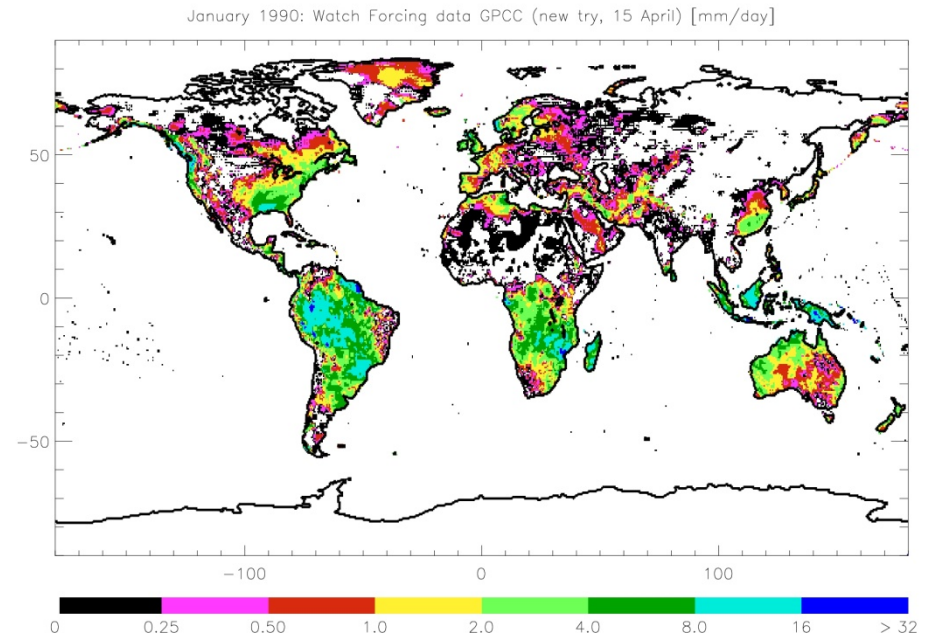 January 1990: Watch Forcing data GPCC (new try, 15 April) [mm/day]
50
0
−50
−100 0 100
0 0.25 0.50 1.0 2.0 4.0 8.0 16 > 32